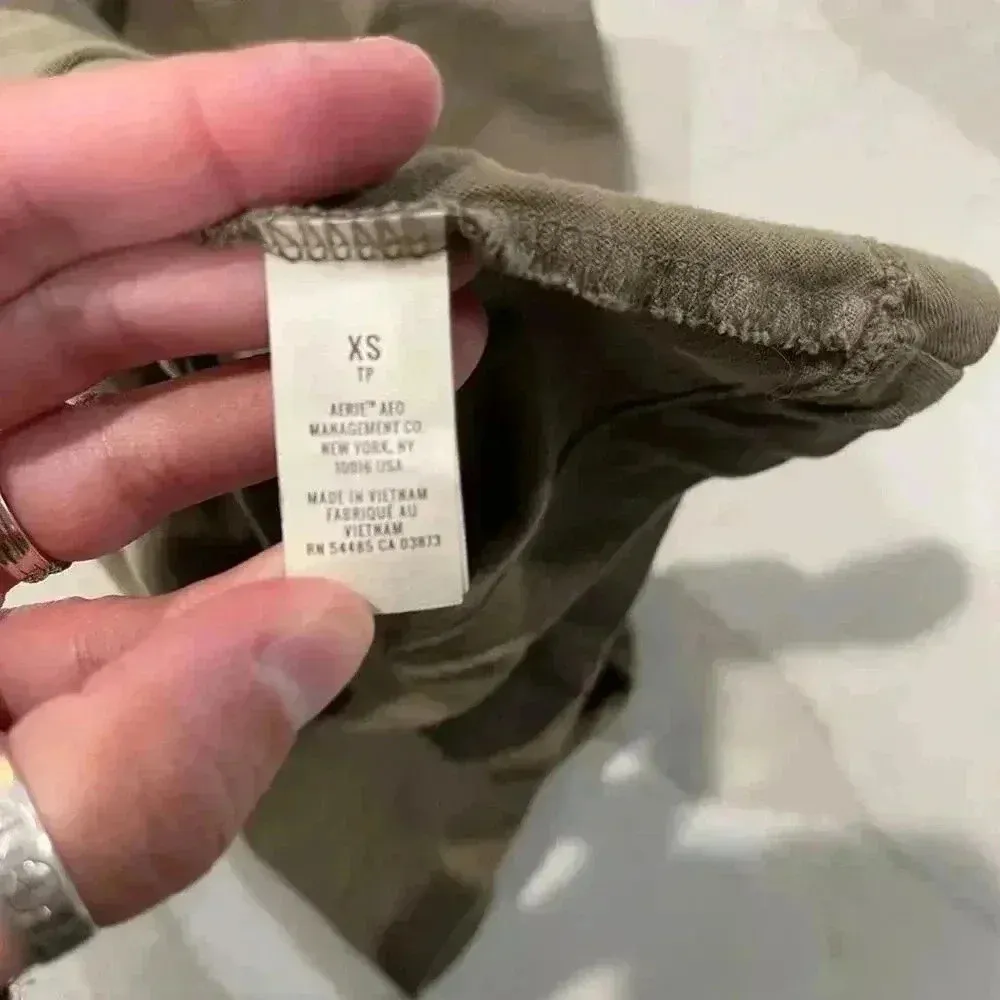 XS
TP
AERIE™ AEO
MANAGEMENT CO
NEW YORK, NY
10016 USA
MADE IN VIETNAM
FABRIQUÉ AU
VIETNAM
RN 54485 CA 03873